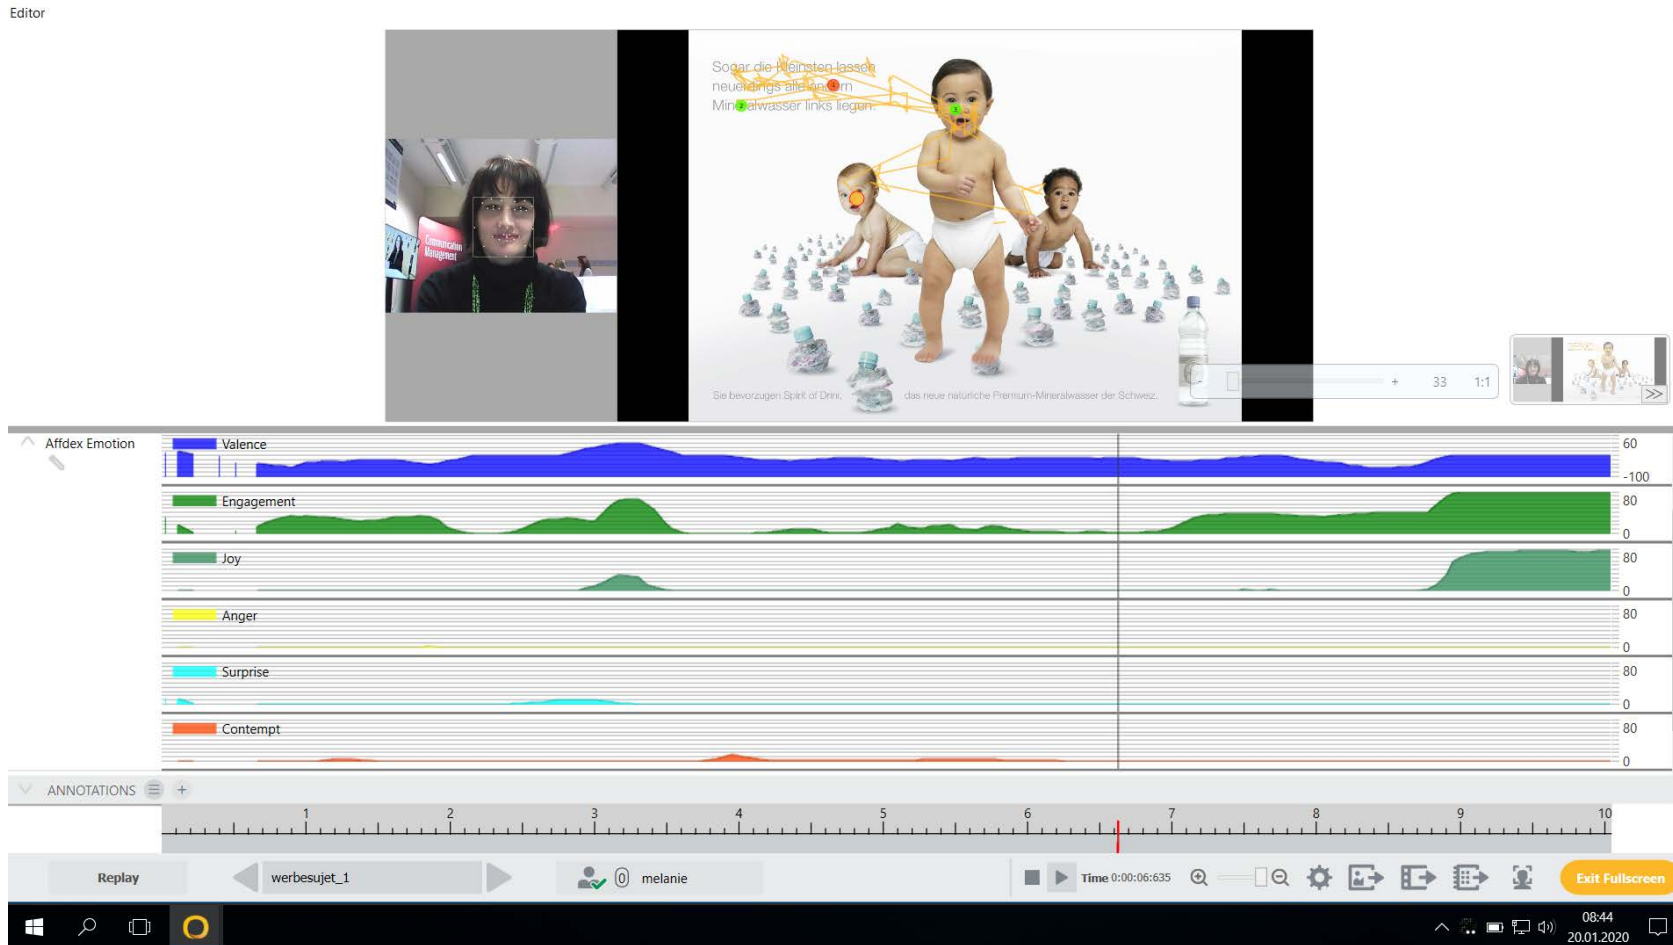 Editor
Sogar die Kleinsten lassen
neuerdings alle andern
Mineralwasser links liegen.
Communication
Management
Sie bevorzugen Spirit of Drink,
das neue natürliche Premium-Mineralwasser der Schweiz.
- + 33 1:1
Affdex Emotion
Valence
60
-100
Engagement
80
0
Joy
80
0
Anger
80
0
Surprise
80
0
Contempt
80
0
ANNOTATIONS
1 2 3 4 5 6 7 8 9 10
Replay
werbesujet_1
0 melanie
Time 0:00:06:635
Exit Fullscreen
08:44
20.01.2020